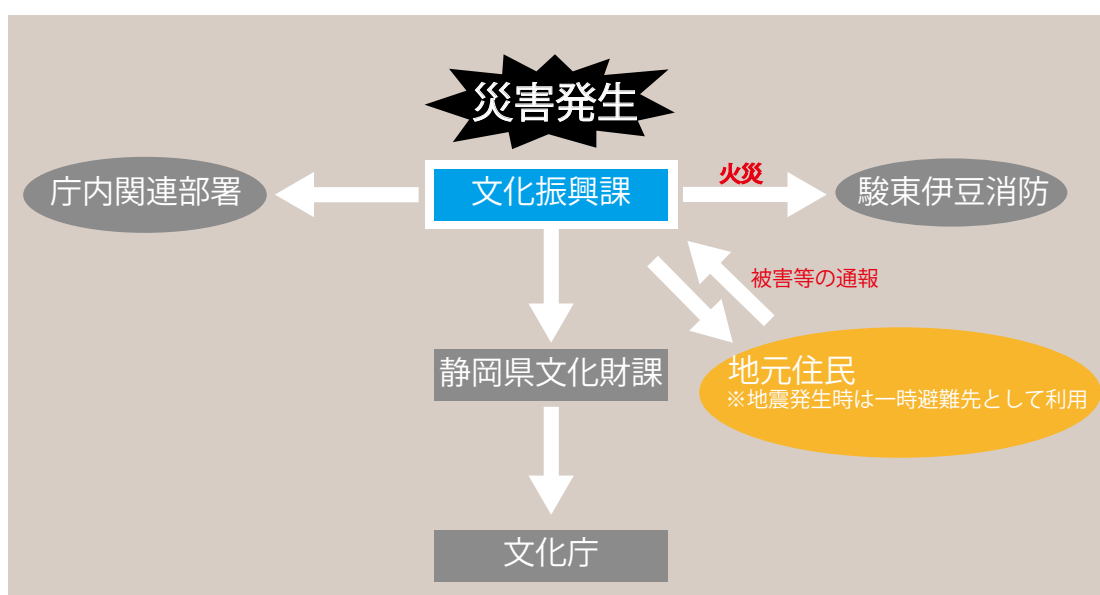 災害発生
庁内関連部署
文化振興課
火災
駿東伊豆消防
被害等の通報
静岡県文化財課
地元住民
※地震発生時は一時避難先として利用
文化庁